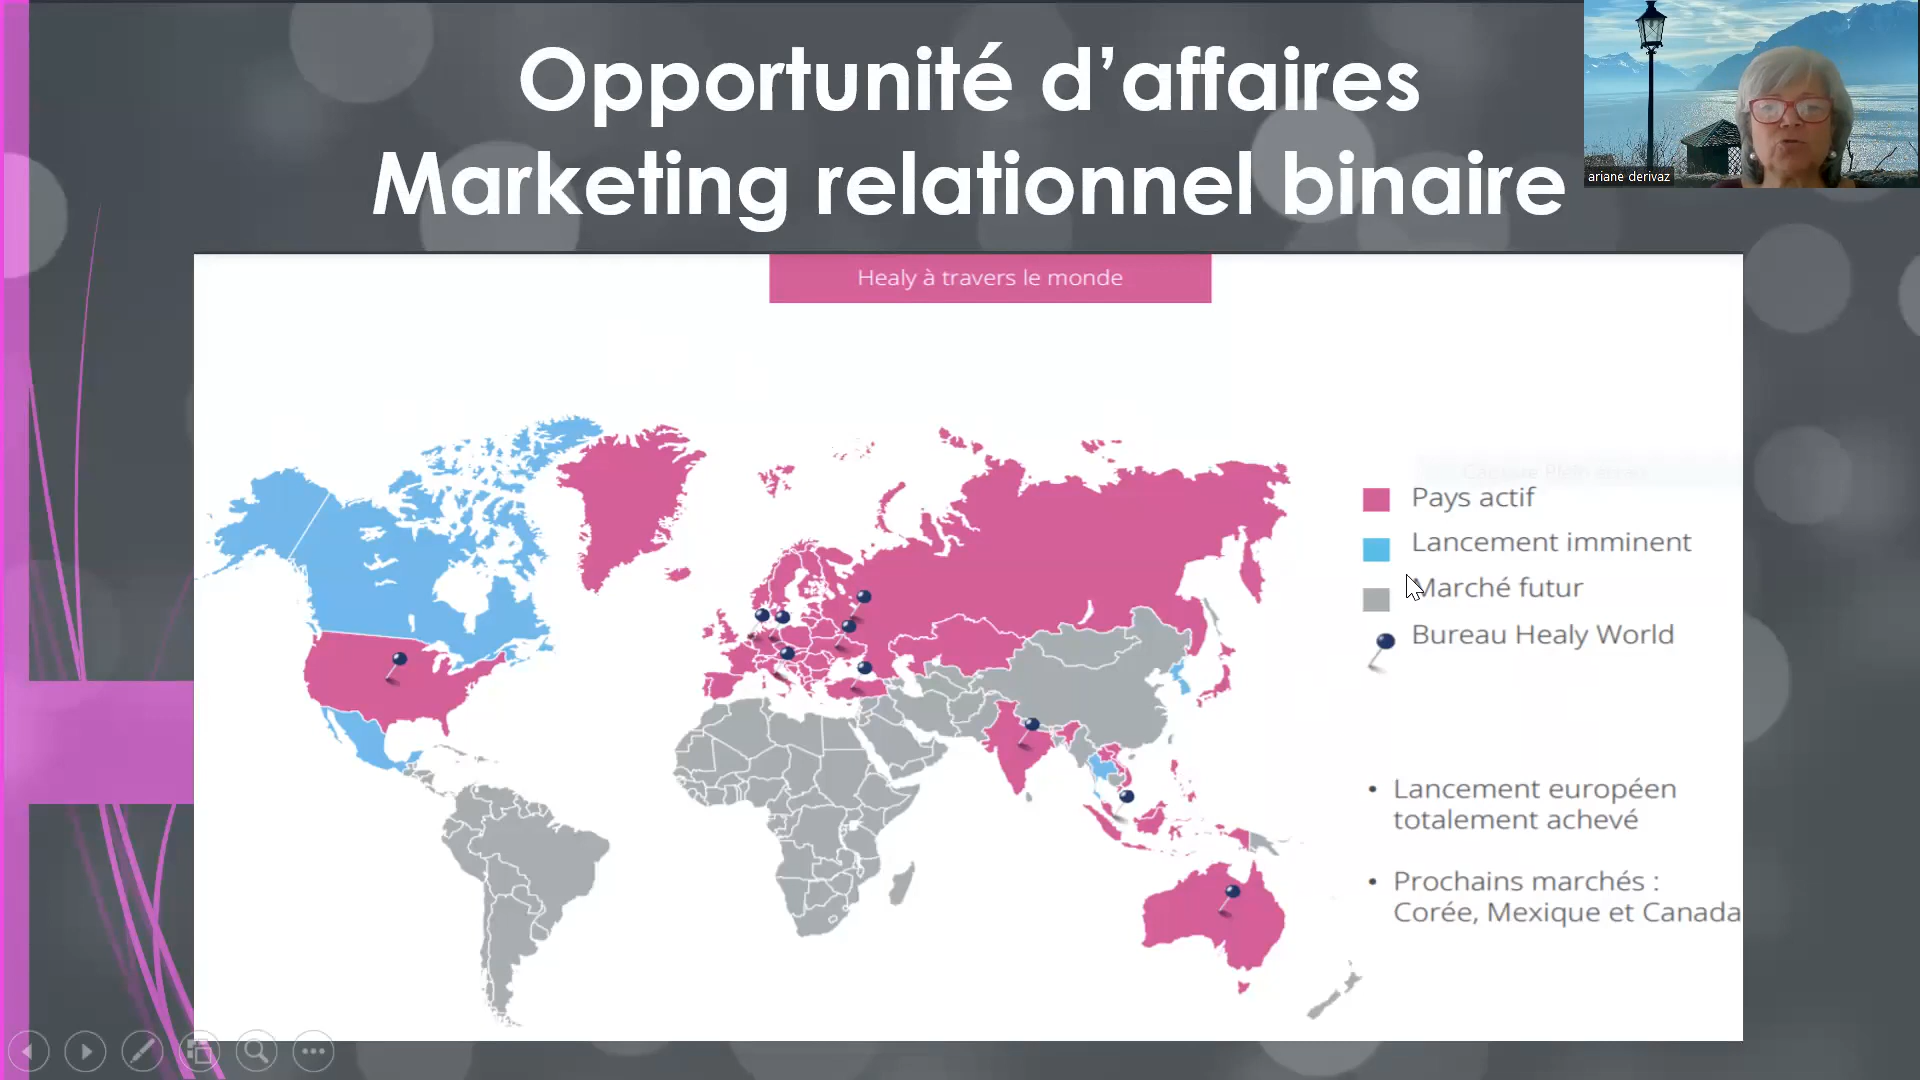 Opportunité d'affaires
Marketing relationnel binaire
ariane derivaz
Healy à travers le monde
Pays actif
Lancement imminent
Marché futur
Bureau Healy World
• Lancement européen
totalement achevé
• Prochains marchés :
Corée, Mexique et Canada